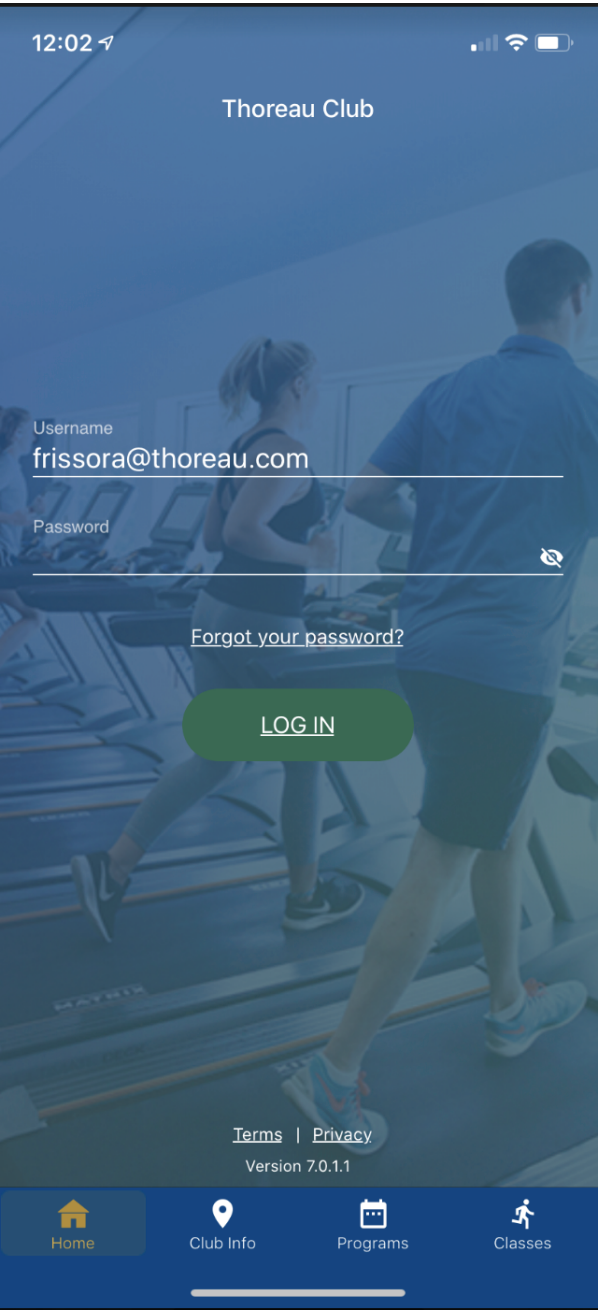 12:02
Thoreau Club
Username
frissora@thoreau.com
Password
Forgot your password?
LOG IN
MATRIX
Terms | Privacy
Version 7.0.1.1
Home
Club Info
Programs
Classes